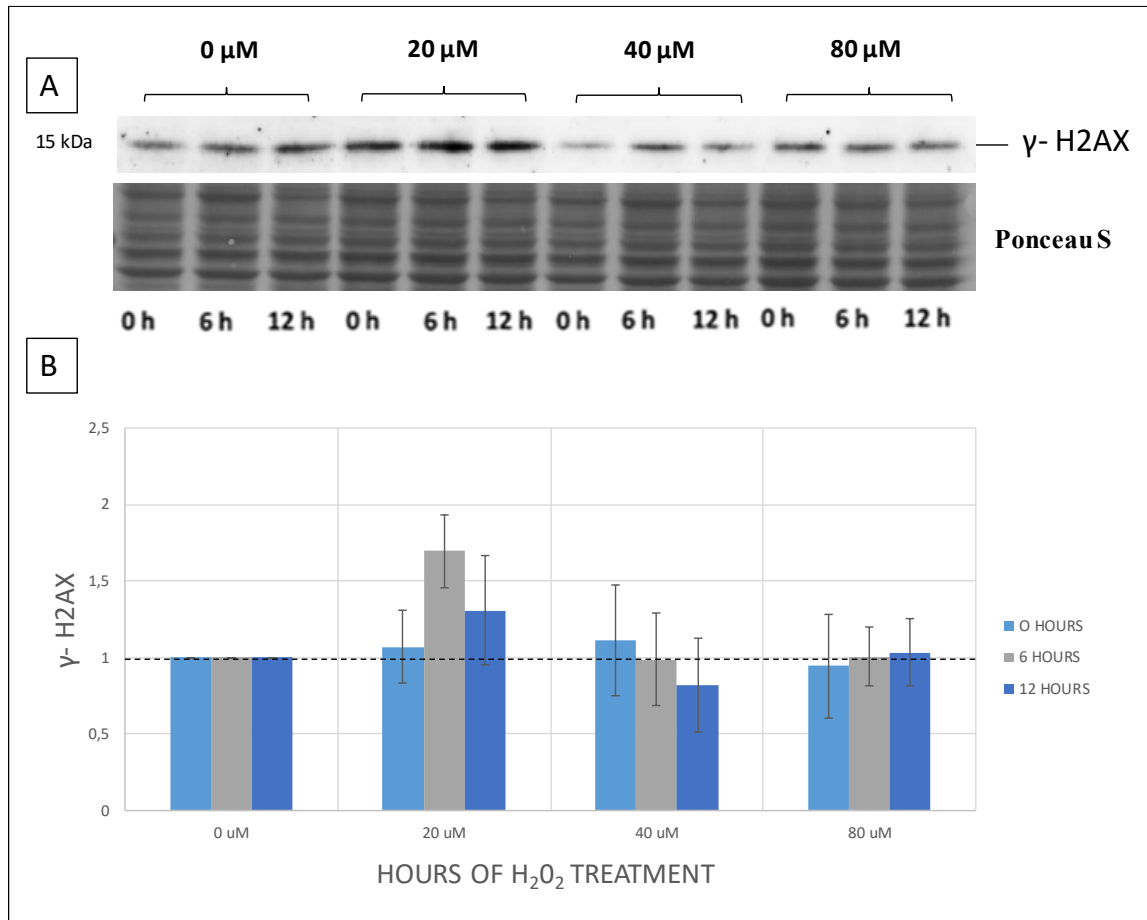 0 µM 20 µM 40 µM 80 µM
A
15 kDa
γ- H2AX
Ponceau S
0 h 6 h 12 h 0 h 6 h 12 h 0 h 6 h 12 h 0 h 6 h 12 h
B
2,5
2
1,5
1
0,5
0
γ- H2AX
0 uM 20 uM 40 uM 80 uM
HOURS OF H₂0₂ TREATMENT
O HOURS
6 HOURS
12 HOURS